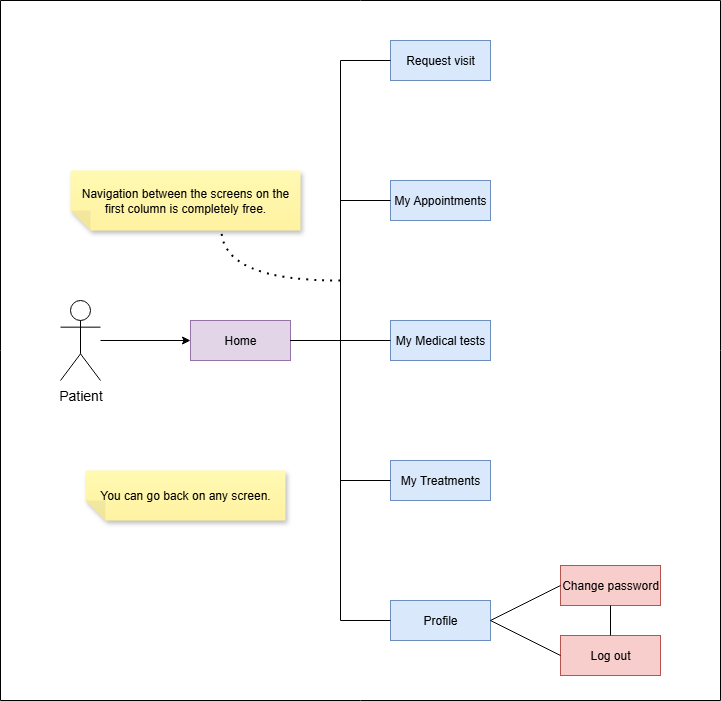 Request visit
Navigation between the screens on the
first column is completely free.
My Appointments
Home
My Medical tests
Patient
You can go back on any screen.
My Treatments
Profile
Change password
Log out